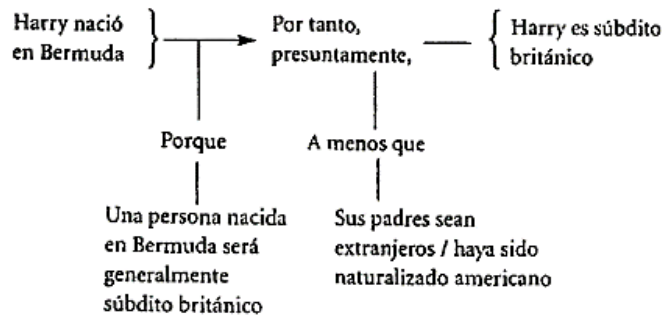 Harry nació
en Bermuda
Por tanto,
presuntamente,
Harry es súbdito
británico
Porque
A menos que
Una persona nacida
en Bermuda será
generalmente
súbdito británico
Sus padres sean
extranjeros / haya sido
naturalizado americano